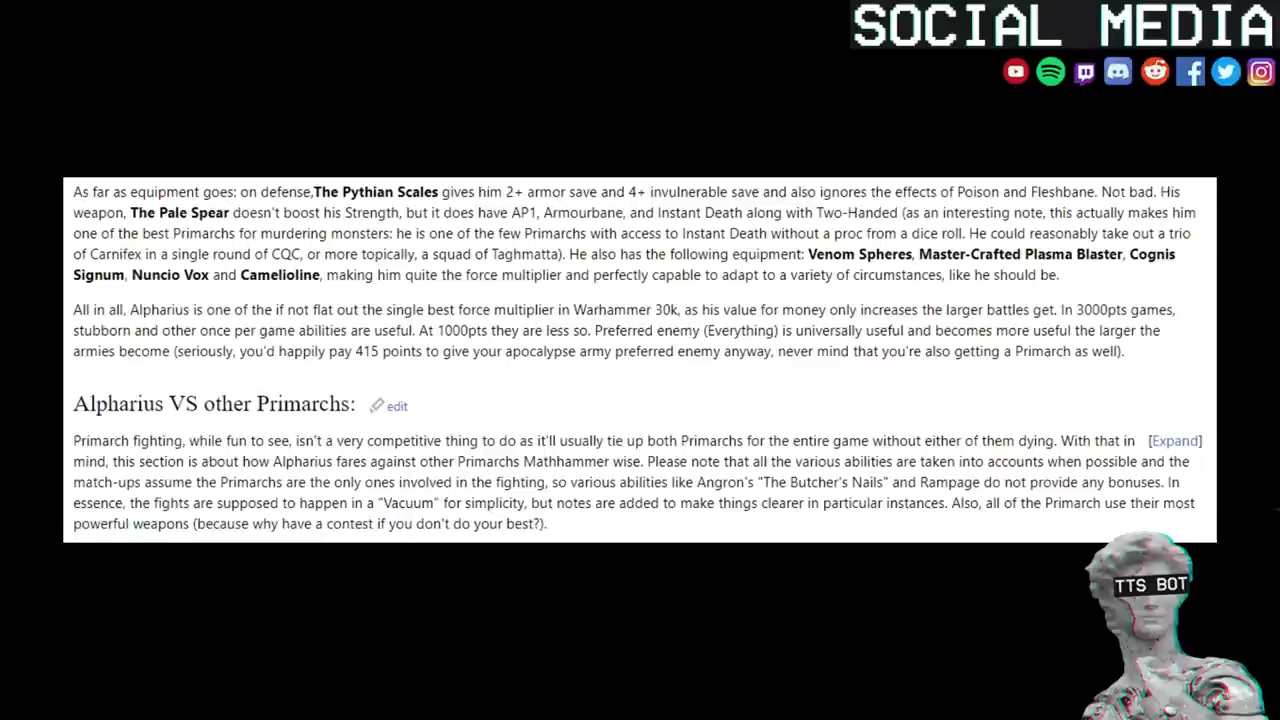 SOCIAL MEDIA
As far as equipment goes: on defense,The Pythian Scales gives him 2+ armor save and 4+ invulnerable save and also ignores the effects of Poison and Fleshbane. Not bad. His
weapon, The Pale Spear doesn't boost his Strength, but it does have AP1, Armourbane, and Instant Death along with Two-Handed (as an interesting note, this actually makes him
one of the best Primarchs for murdering monsters: he is one of the few Primarchs with access to Instant Death without a proc from a dice roll. He could reasonably take out a trio
of Carnifex in a single round of CQC, or more topically, a squad of Taghmatta). He also has the following equipment: Venom Spheres, Master-Crafted Plasma Blaster, Cognis
Signum, Nuncio Vox and Camelioline, making him quite the force multiplier and perfectly capable to adapt to a variety of circumstances, like he should be.
All in all, Alpharius is one of the if not flat out the single best force multiplier in Warhammer 30k, as his value for money only increases the larger battles get. In 3000pts games,
stubborn and other once per game abilities are useful. At 1000pts they are less so. Preferred enemy (Everything) is universally useful and becomes more useful the larger the
armies become (seriously, you'd happily pay 415 points to give your apocalypse army preferred enemy anyway, never mind that you're also getting a Primarch as well).
Alpharius VS other Primarchs: edit
Primarch fighting, while fun to see, isn't a very competitive thing to do as it'll usually tie up both Primarchs for the entire game without either of them dying. With that in [Expand]
mind, this section is about how Alpharius fares against other Primarchs Mathhammer wise. Please note that all the various abilities are taken into accounts when possible and the
match-ups assume the Primarchs are the only ones involved in the fighting, so various abilities like Angron's "The Butcher's Nails" and Rampage do not provide any bonuses. In
essence, the fights are supposed to happen in a "Vacuum" for simplicity, but notes are added to make things clearer in particular instances. Also, all of the Primarch use their most
powerful weapons (because why have a contest if you don't do your best?).
TTS BOT